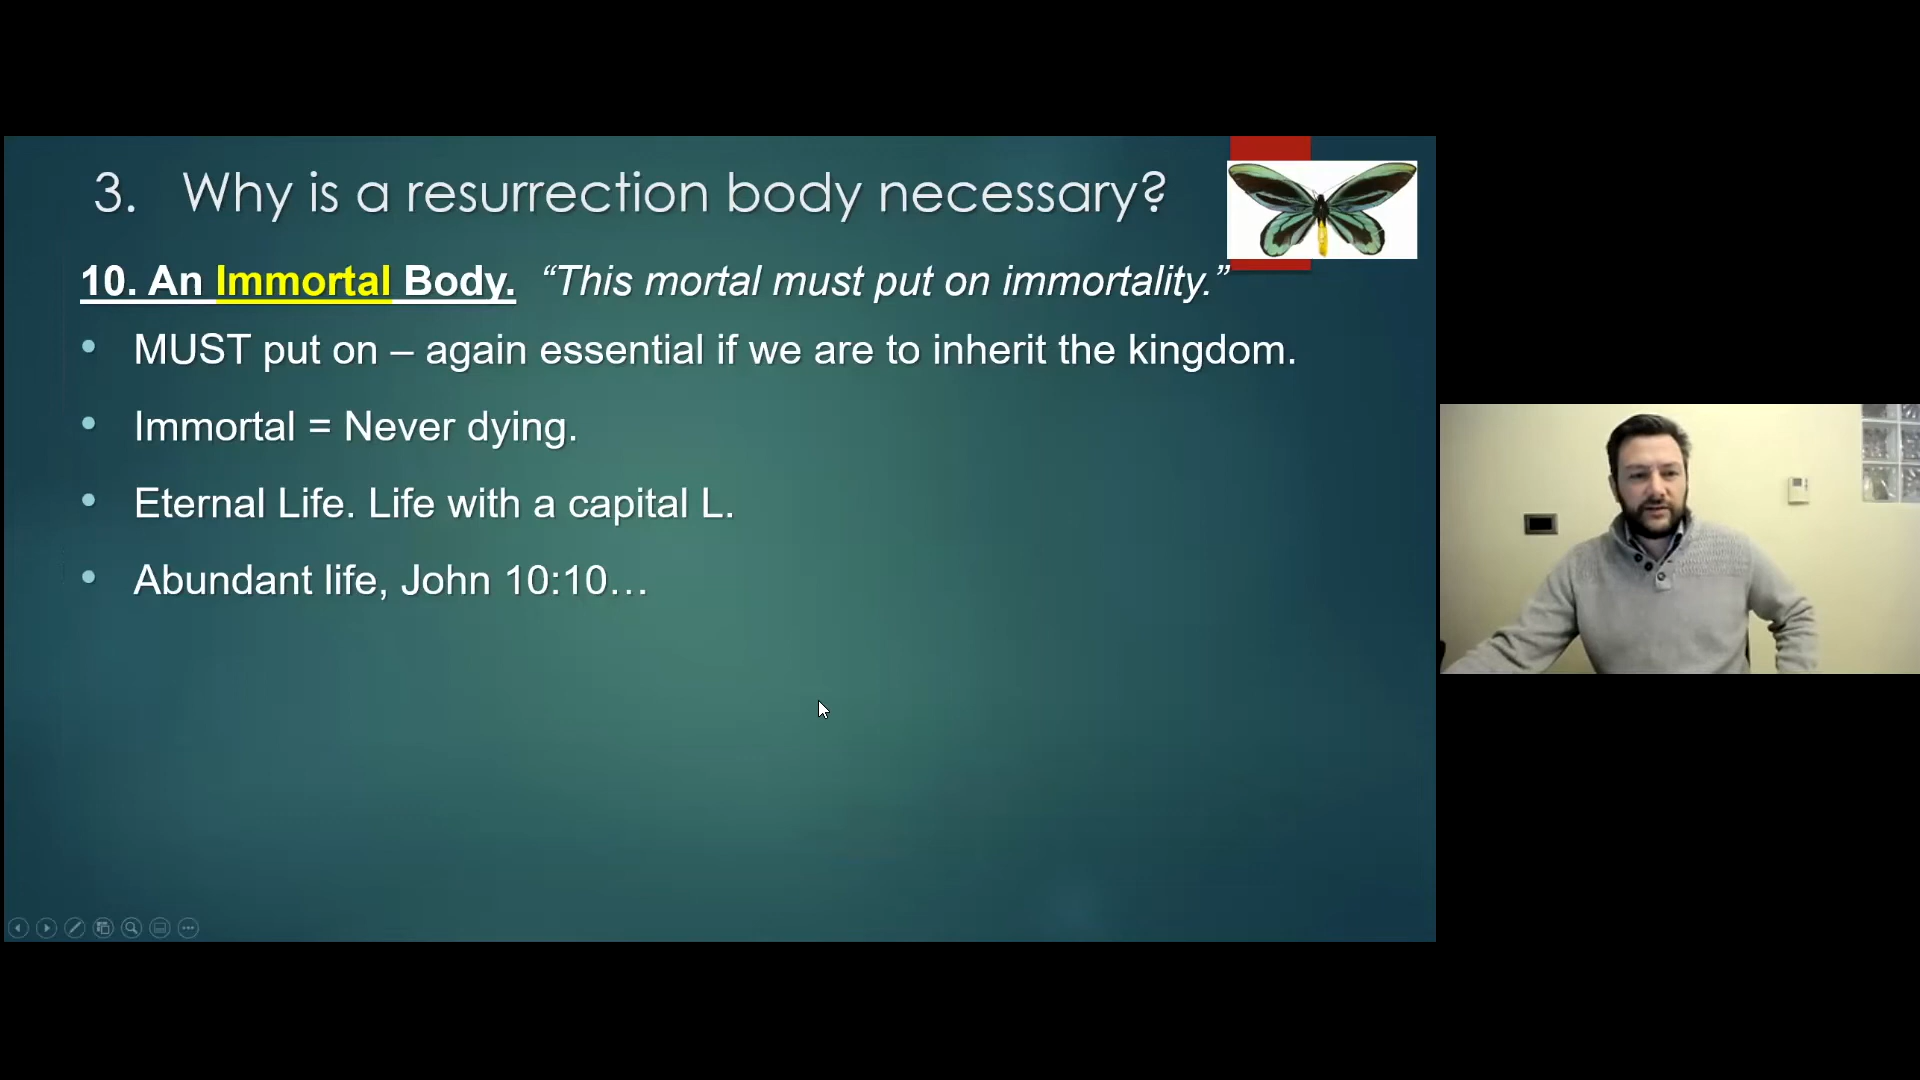 3. Why is a resurrection body necessary?
10. An Immortal Body. “This mortal must put on immortality.”
• MUST put on – again essential if we are to inherit the kingdom.
• Immortal = Never dying.
• Eternal Life. Life with a capital L.
• Abundant life, John 10:10…